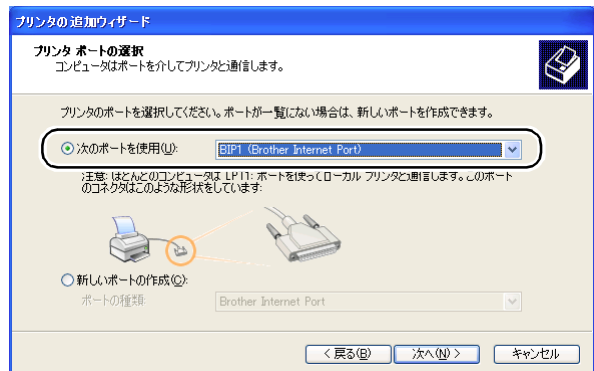 プリンタの追加ウィザード
プリンタ ポートの選択
コンピュータはポートを介してプリンタと通信します。
プリンタのポートを選択してください。ポートが一覧にない場合は、新しいポートを作成できます。
次のポートを使用(U):
BIP1 (Brother Internet Port)
注意: ほとんどのコンピュータは LPT1: ポートを使ってローカル プリンタと通信します。このポート
のコネクタはこのような形状をしています:
新しいポートの作成(C):
ポートの種類:
Brother Internet Port
< 戻る(B)
次へ(N) >
キャンセル